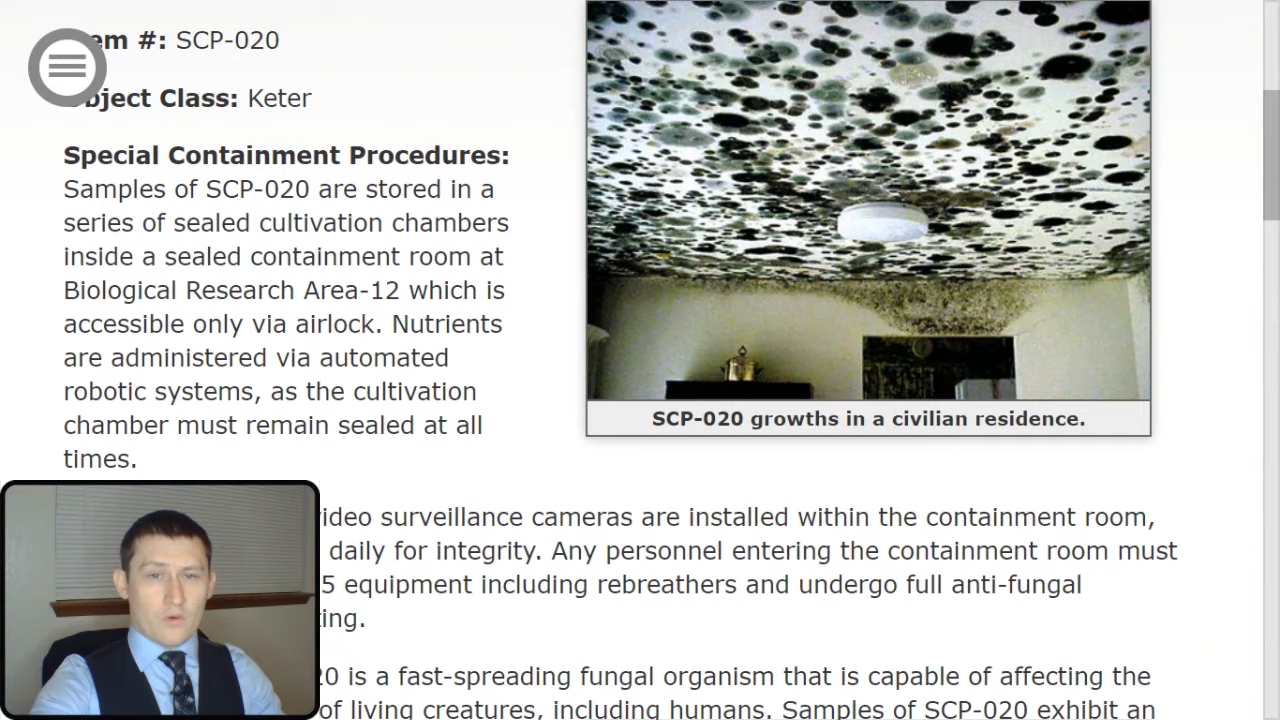 em #: SCP-020
bject Class: Keter
Special Containment Procedures:
Samples of SCP-020 are stored in a
series of sealed cultivation chambers
inside a sealed containment room at
Biological Research Area-12 which is
accessible only via airlock. Nutrients
are administered via automated
robotic systems, as the cultivation
chamber must remain sealed at all
times.
SCP-020 growths in a civilian residence.
ideo surveillance cameras are installed within the containment room,
daily for integrity. Any personnel entering the containment room must
5 equipment including rebreathers and undergo full anti-fungal
ing.
20 is a fast-spreading fungal organism that is capable of affecting the
of living creatures, including humans. Samples of SCP-020 exhibit an